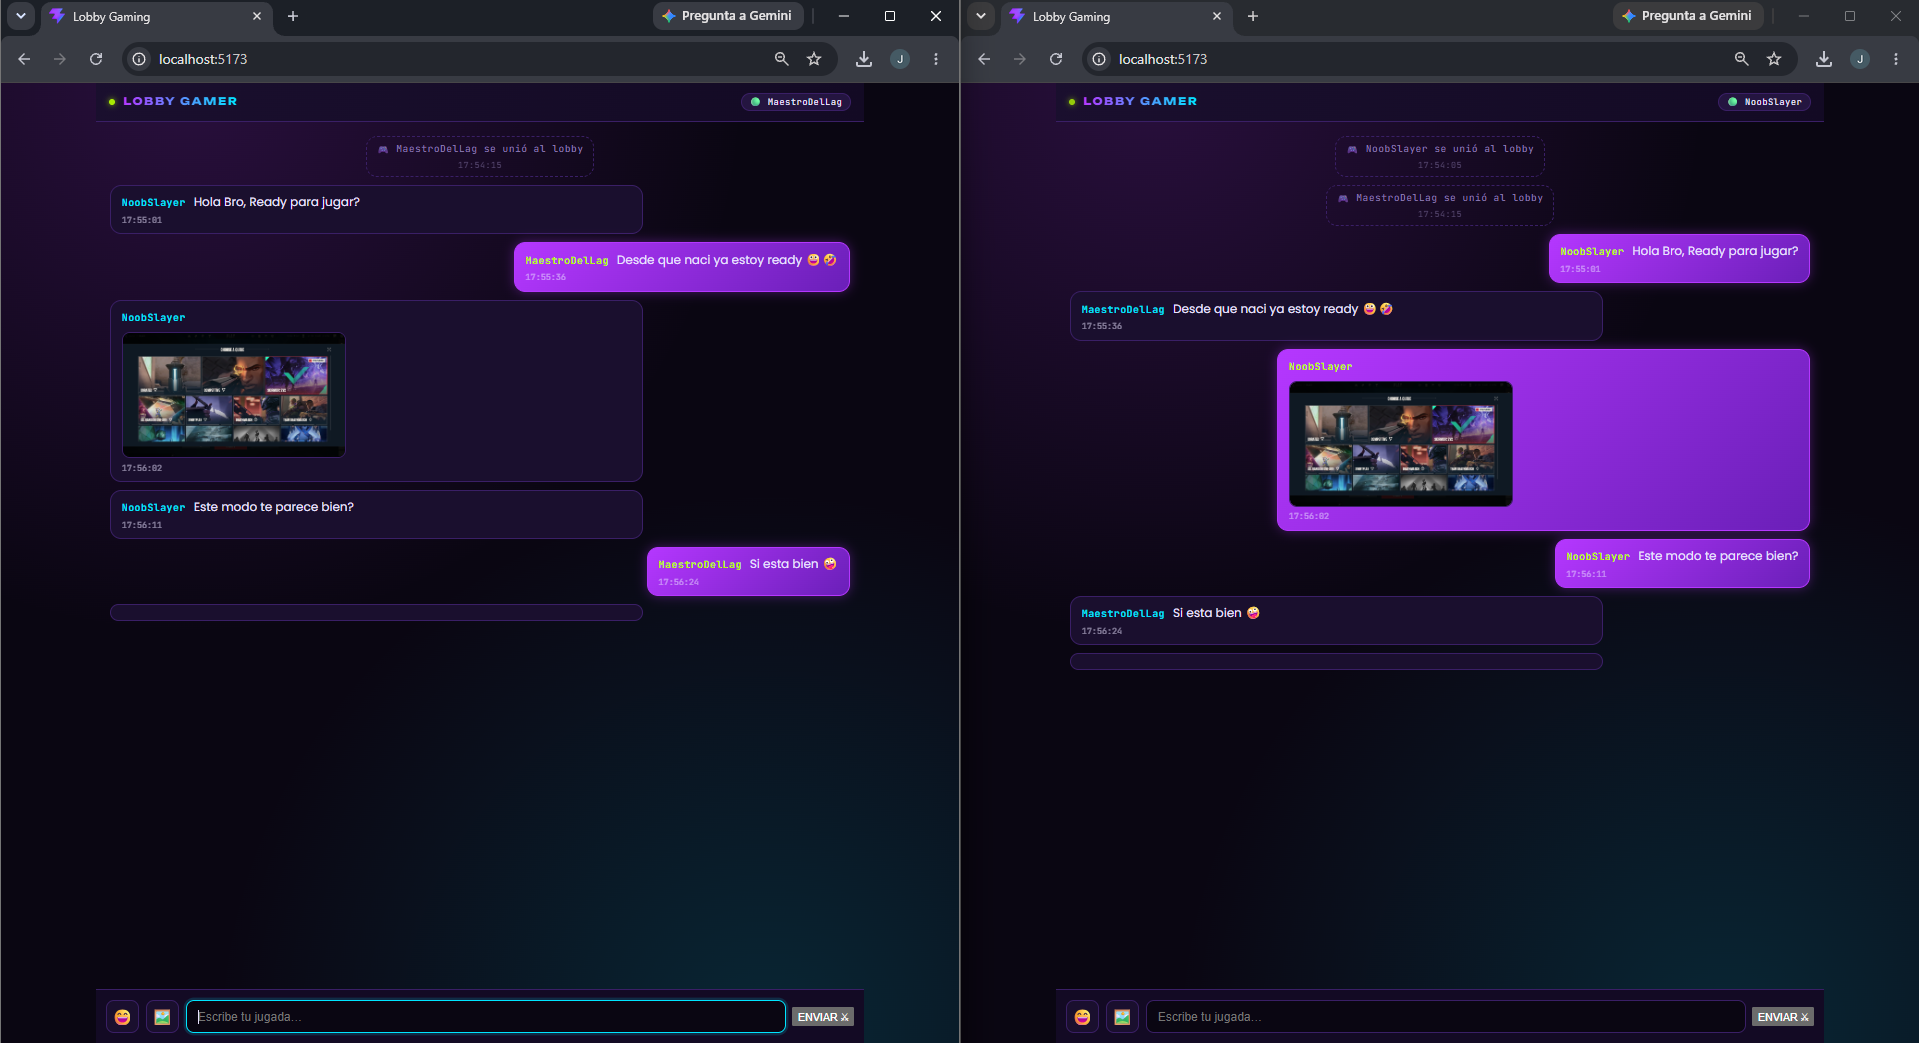 Lobby Gaming
Pregunta a Gemini
localhost:5173
J
LOBBY GAMER
MaestroDelLag
🎮 MaestroDelLag se unió al lobby
17:54:15
NoobSlayer Hola Bro, Ready para jugar?
17:55:01
MaestroDelLag Desde que naci ya estoy ready 😀🤣
17:55:36
NoobSlayer
17:56:02
NoobSlayer Este modo te parece bien?
17:56:11
MaestroDelLag Si esta bien 🤪
17:56:24
Escribe tu jugada...
ENVIAR ⚔
Lobby Gaming
Pregunta a Gemini
localhost:5173
J
LOBBY GAMER
NoobSlayer
🎮 NoobSlayer se unió al lobby
17:54:05
🎮 MaestroDelLag se unió al lobby
17:54:15
NoobSlayer Hola Bro, Ready para jugar?
17:55:01
MaestroDelLag Desde que naci ya estoy ready 😀🤣
17:55:36
NoobSlayer
17:56:02
NoobSlayer Este modo te parece bien?
17:56:11
MaestroDelLag Si esta bien 🤪
17:56:24
Escribe tu jugada...
ENVIAR ⚔